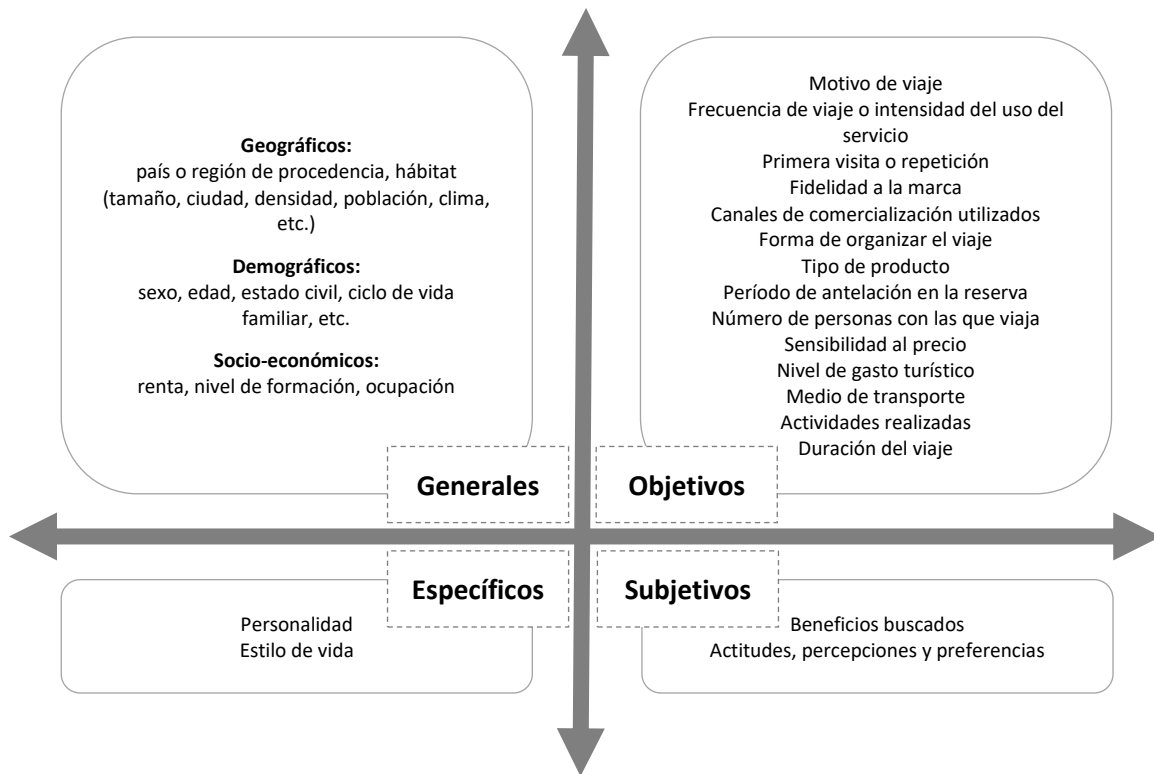 Geográficos:
país o región de procedencia, hábitat
(tamaño, ciudad, densidad, población, clima,
etc.)
Demográficos:
sexo, edad, estado civil, ciclo de vida
familiar, etc.
Socio-económicos:
renta, nivel de formación, ocupación
Generales
Motivo de viaje
Frecuencia de viaje o intensidad del uso del
servicio
Primera visita o repetición
Fidelidad a la marca
Canales de comercialización utilizados
Forma de organizar el viaje
Tipo de producto
Período de antelación en la reserva
Número de personas con las que viaja
Sensibilidad al precio
Nivel de gasto turístico
Medio de transporte
Actividades realizadas
Duración del viaje
Objetivos
Específicos
Personalidad
Estilo de vida
Subjetivos
Beneficios buscados
Actitudes, percepciones y preferencias